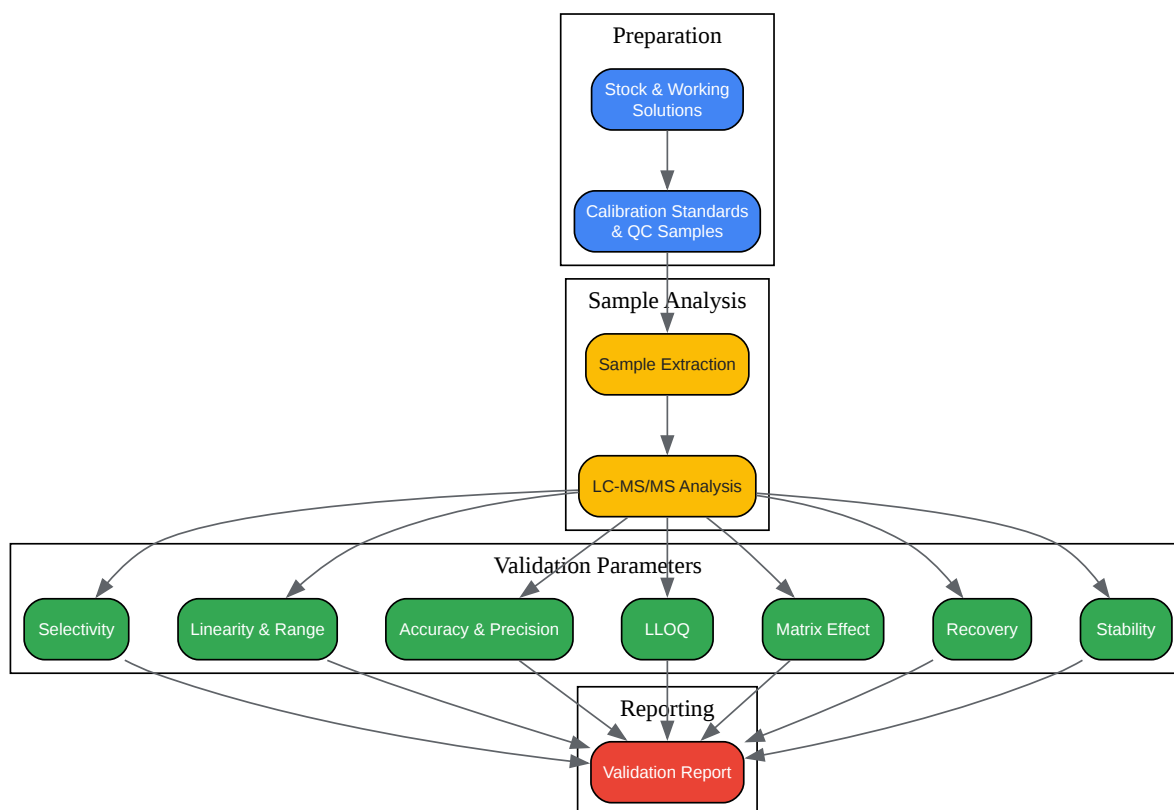 Preparation
Stock & Working
Solutions
Calibration Standards
& QC Samples
Sample Analysis
Sample Extraction
LC-MS/MS Analysis
Validation Parameters
Selectivity
Linearity & Range
Accuracy & Precision
LLOQ
Matrix Effect
Recovery
Stability
Reporting
Validation Report